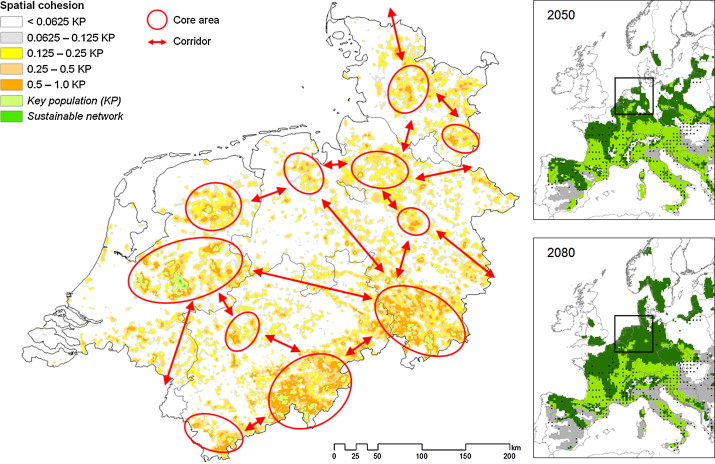 Spatial cohesion
< 0.0625 KP
0.0625 – 0.125 KP
0.125 – 0.25 KP
0.25 – 0.5 KP
0.5 – 1.0 KP
Key population (KP)
Sustainable network
Core area
Corridor
2050
2080
0 25 50 100 150 200
km